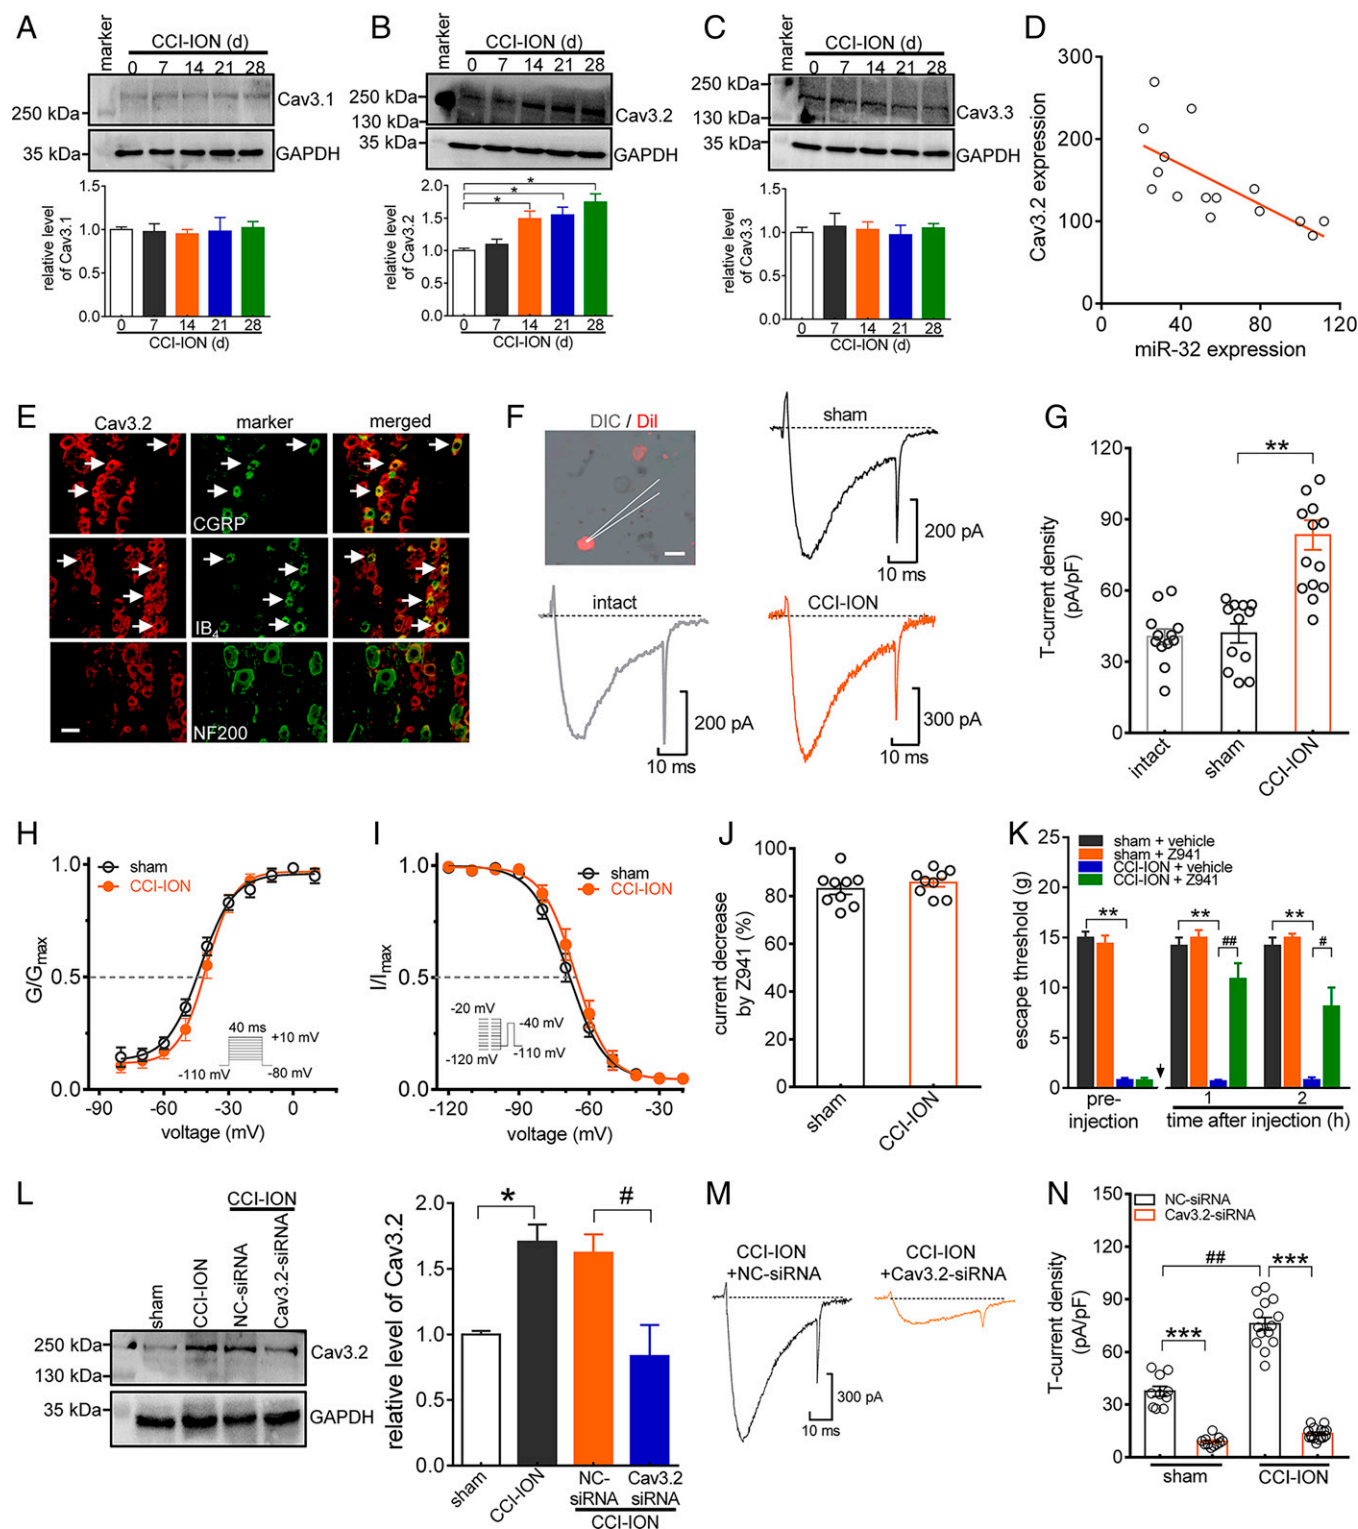 A
marker
CCI-ION (d)
0 7 14 21 28
Cav3.1
250 kDa
35 kDa
GAPDH
relative level
of Cav3.1
1.5
1.0
0.5
0.0
0 7 14 21 28
CCI-ION (d)
B
marker
CCI-ION (d)
0 7 14 21 28
250 kDa
130 kDa
Cav3.2
35 kDa
GAPDH
relative level
of Cav3.2
2.0
1.5
1.0
0.5
0.0
* * *
0 7 14 21 28
CCI-ION (d)
C
marker
CCI-ION (d)
0 7 14 21 28
250 kDa
130 kDa
Cav3.3
35 kDa
GAPDH
relative level
of Cav3.3
1.5
1.0
0.5
0.0
0 7 14 21 28
CCI-ION (d)
D
Cav3.2 expression
300
200
100
0
0 40 80 120
miR-32 expression
E
Cav3.2 marker merged
CGRP
IB4
NF200
F
DIC / Dil
sham
200 pA
10 ms
intact
200 pA
10 ms
CCI-ION
300 pA
10 ms
G
T-current density
(pA/pF)
120
90
60
30
0
**
intact sham CCI-ION
H
G/Gmax
1.0
0.5
0.0
sham
CCI-ION
40 ms
+10 mV
-110 mV
-80 mV
-90 -60 -30 0
voltage (mV)
I
I/Imax
1.0
0.5
0.0
sham
CCI-ION
-20 mV
-40 mV
-120 mV
-110 mV
-120 -100 -80 -60 -40 -20
voltage (mV)
J
current decrease
by Z941 (%)
100
80
60
40
20
0
sham CCI-ION
K
escape threshold (g)
25
20
15
10
5
0
sham + vehicle
sham + Z941
CCI-ION + vehicle
CCI-ION + Z941
** ** **
## #
pre-
injection
1 2
time after injection (h)
L
CCI-ION
sham CCI-ION NC-siRNA Cav3.2-siRNA
250 kDa
130 kDa
Cav3.2
35 kDa
GAPDH
relative level of Cav3.2
2.0
1.5
1.0
0.5
0.0
* #
sham CCI-ION NC-siRNA Cav3.2 siRNA
CCI-ION
M
CCI-ION
+NC-siRNA
CCI-ION
+Cav3.2-siRNA
300 pA
10 ms
N
T-current density
(pA/pF)
150
120
90
60
30
0
NC-siRNA
Cav3.2-siRNA
## ***
***
sham CCI-ION